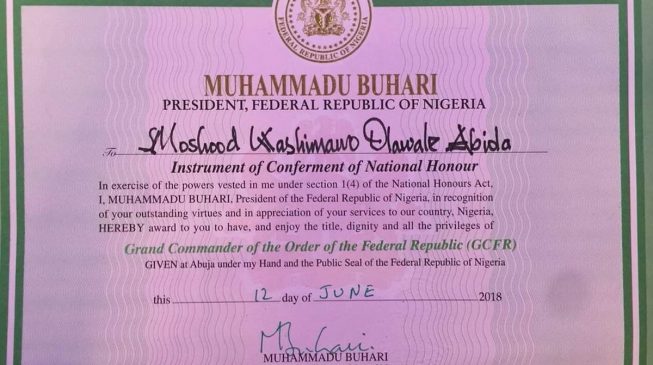 FEDERAL REPUBLIC OF NIGERIA
MUHAMMADU BUHARI
PRESIDENT, FEDERAL REPUBLIC OF NIGERIA
To Moshood Kashimawo Olawale Abiola
Instrument of Conferment of National Honour
In exercise of the powers vested in me under section 1(4) of the National Honours Act,
I, MUHAMMADU BUHARI, President of the Federal Republic of Nigeria, in recognition
of your outstanding virtues and in appreciation of your services to our country, Nigeria,
HEREBY award to you to have, and enjoy the title, dignity and all the privileges of
Grand Commander of the Order of the Federal Republic (GCFR)
GIVEN at Abuja under my Hand and the Public Seal of the Federal Republic of Nigeria
this 12 day of JUNE 2018
MBuhari.
MUHAMMADU BUHARI